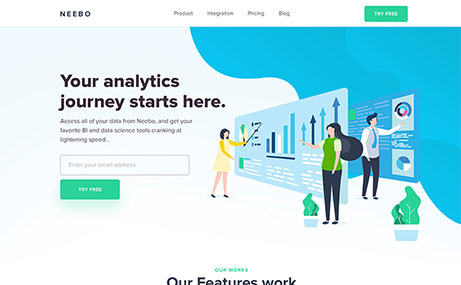 NEEBO
Product Integration Pricing Blog
TRY FREE
Your analytics
journey starts here.
Access all of your data from Neebo, and get your
favorite BI and data science tools cranking at
lightening speed .
Enter your email address
TRY FREE
OUR WORKS
Our Features work